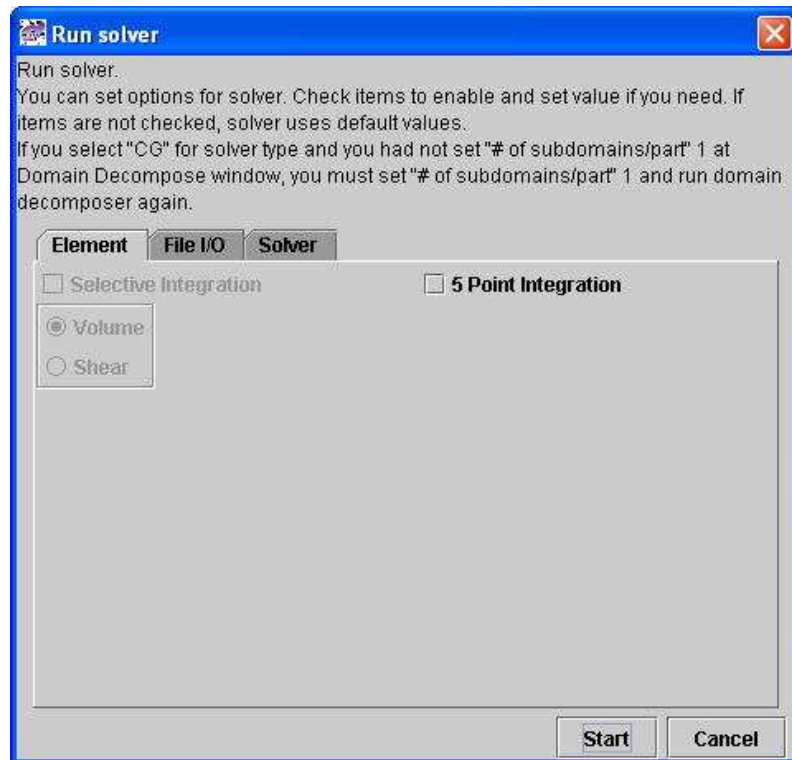 Run solver
Run solver.
You can set options for solver. Check items to enable and set value if you need. If
items are not checked, solver uses default values.
If you select "CG" for solver type and you had not set "# of subdomains/part" 1 at
Domain Decompose window, you must set "# of subdomains/part" 1 and run domain
decomposer again.
Element File I/O Solver
Selective Integration 5 Point Integration
Volume
Shear
Start Cancel